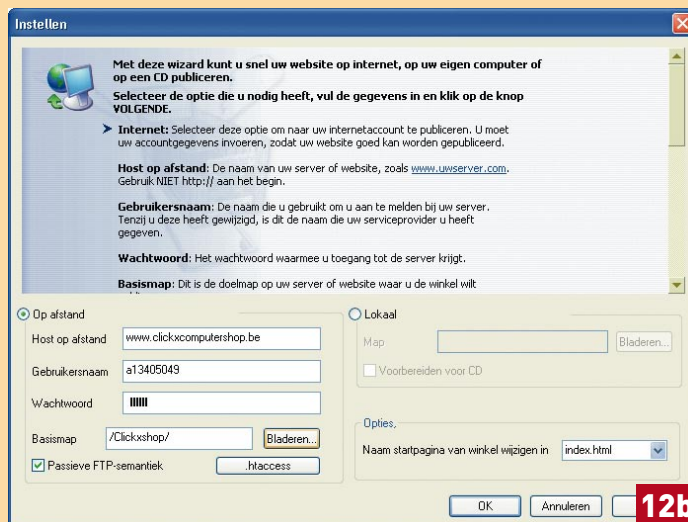 Instellen
Met deze wizard kunt u snel uw website op internet, op uw eigen computer of
op een CD publiceren.
Selecteer de optie die u nodig heeft, vul de gegevens in en klik op de knop
VOLGENDE.
Internet: Selecteer deze optie om naar uw internetaccount te publiceren. U moet
uw accountgegevens invoeren, zodat uw website goed kan worden gepubliceerd.
Host op afstand: De naam van uw server of website, zoals www.uwserver.com.
Gebruik NIET http:// aan het begin.
Gebruikersnaam: De naam die u gebruikt om u aan te melden bij uw server.
Tenzij u deze heeft gewijzigd, is dit de naam die uw serviceprovider u heeft
gegeven.
Wachtwoord: Het wachtwoord waarmee u toegang tot de server krijgt.
Basismap: Dit is de doelmap op uw server of website waar u de winkel wilt
Op afstand
Host op afstand www.clickxcomputershop.be
Gebruikersnaam a13405049
Wachtwoord
Basismap /Clickxshop/ Bladeren...
Passieve FTP-semantiek .htaccess
Lokaal
Map Bladeren...
Voorbereiden voor CD
Opties,
Naam startpagina van winkel wijzigen in index.html
OK Annuleren
12b